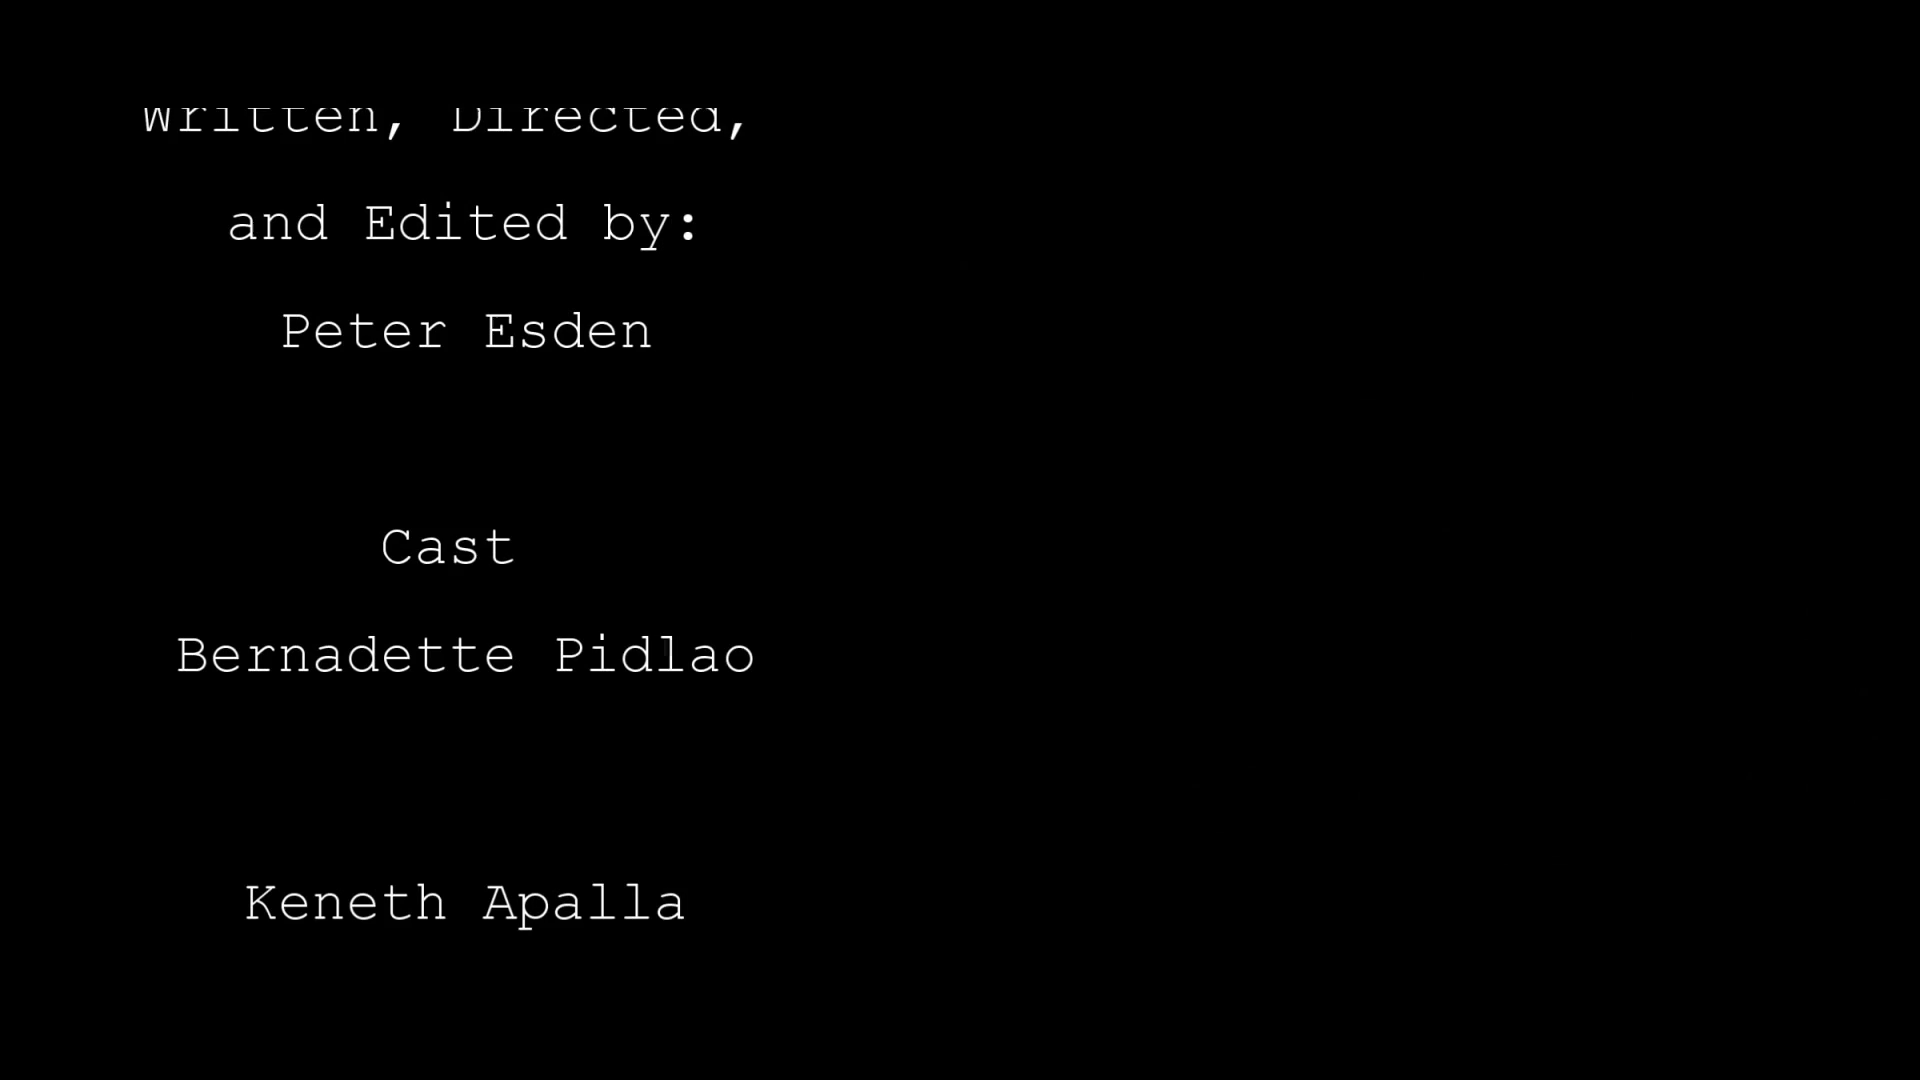 Written, Directed,
and Edited by:
Peter Esden
Cast
Bernadette Pidlao
Keneth Apalla